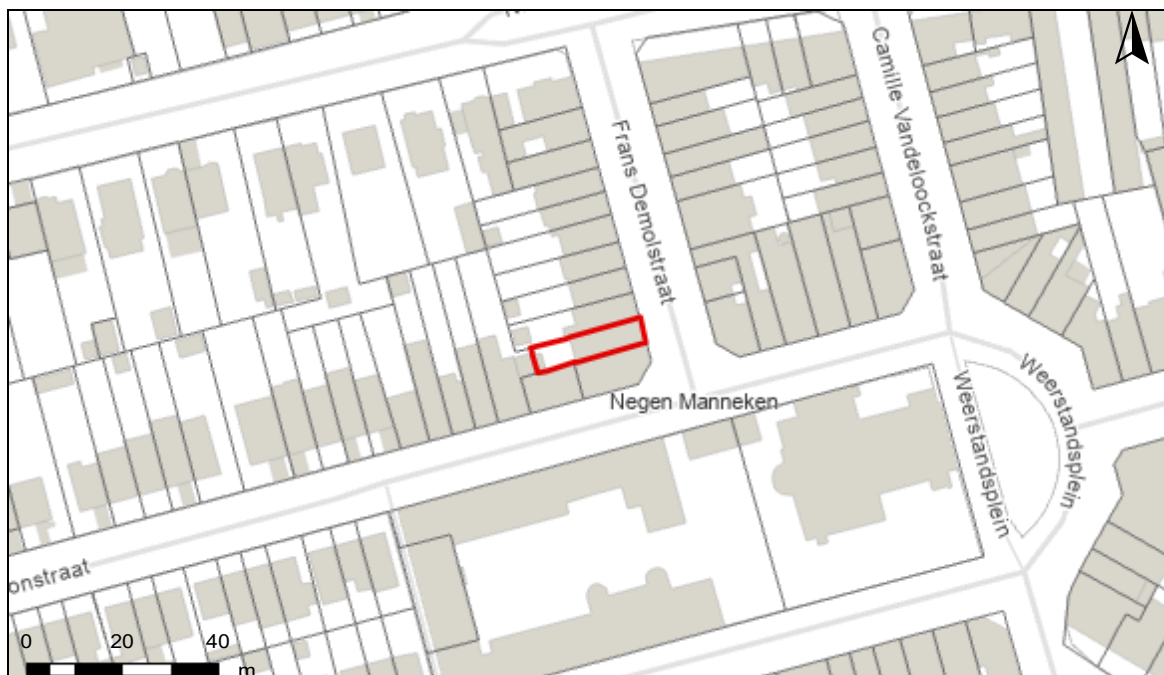 Frans Demolstraat
Camille Vandeloockstraat
Negen Manneken
Weerstandsplein
Weerstandsplein
onstraat
0 20 40
m